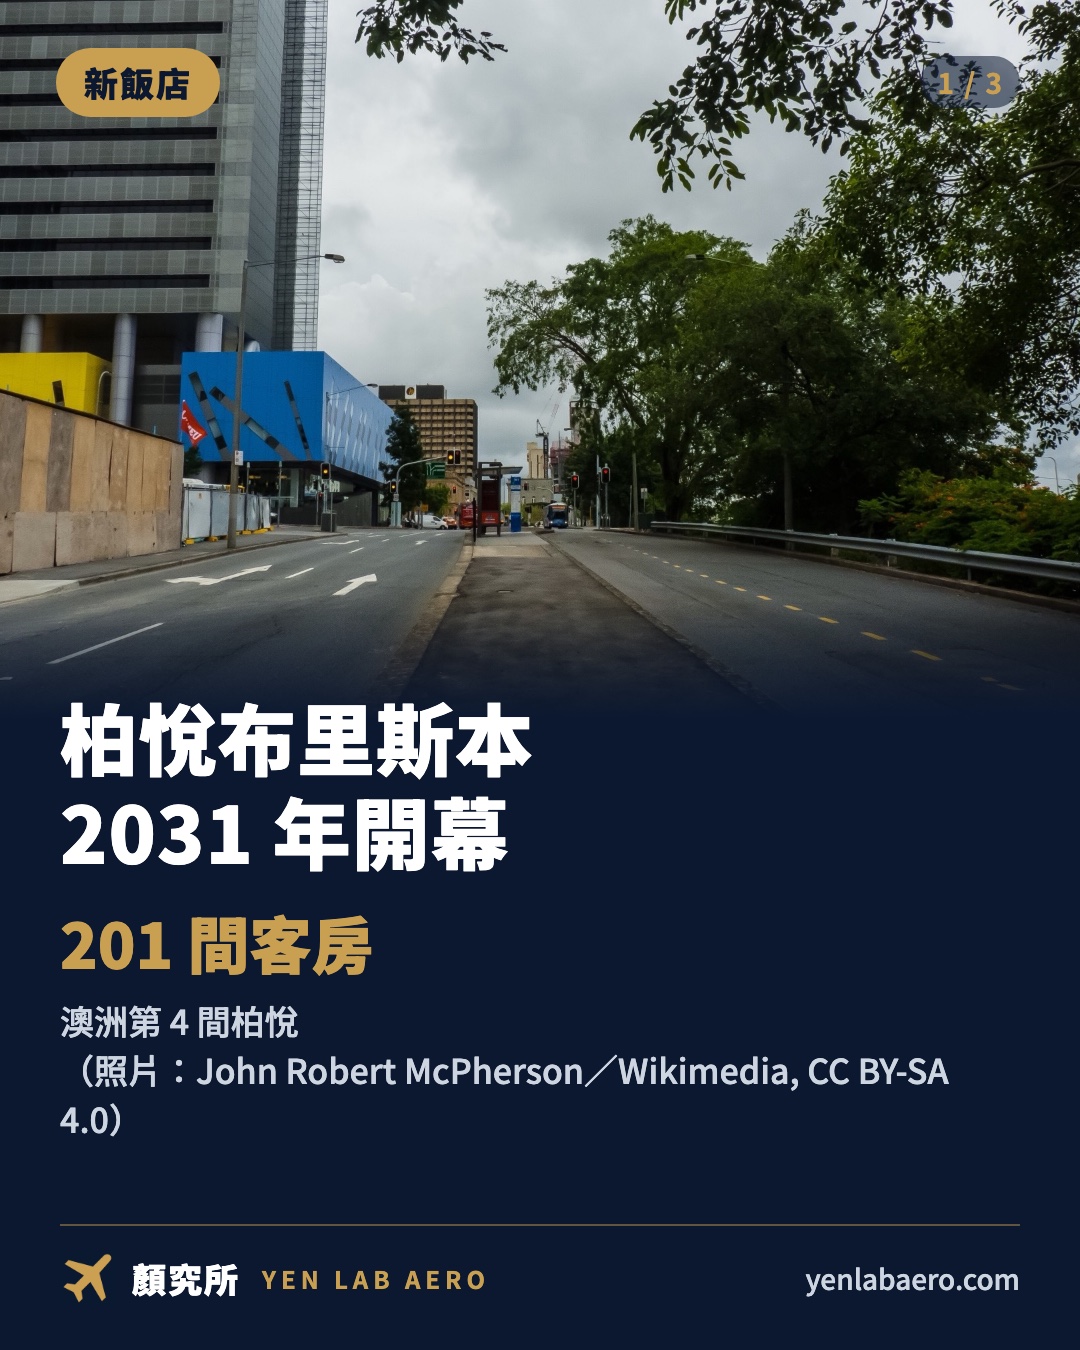 新飯店
1 / 3
柏悅布里斯本
2031 年開幕
201 間客房
澳洲第 4 間柏悅
（照片：John Robert McPherson／Wikimedia, CC BY-SA
4.0）
顏究所 YEN LAB AERO
yenlabaero.com